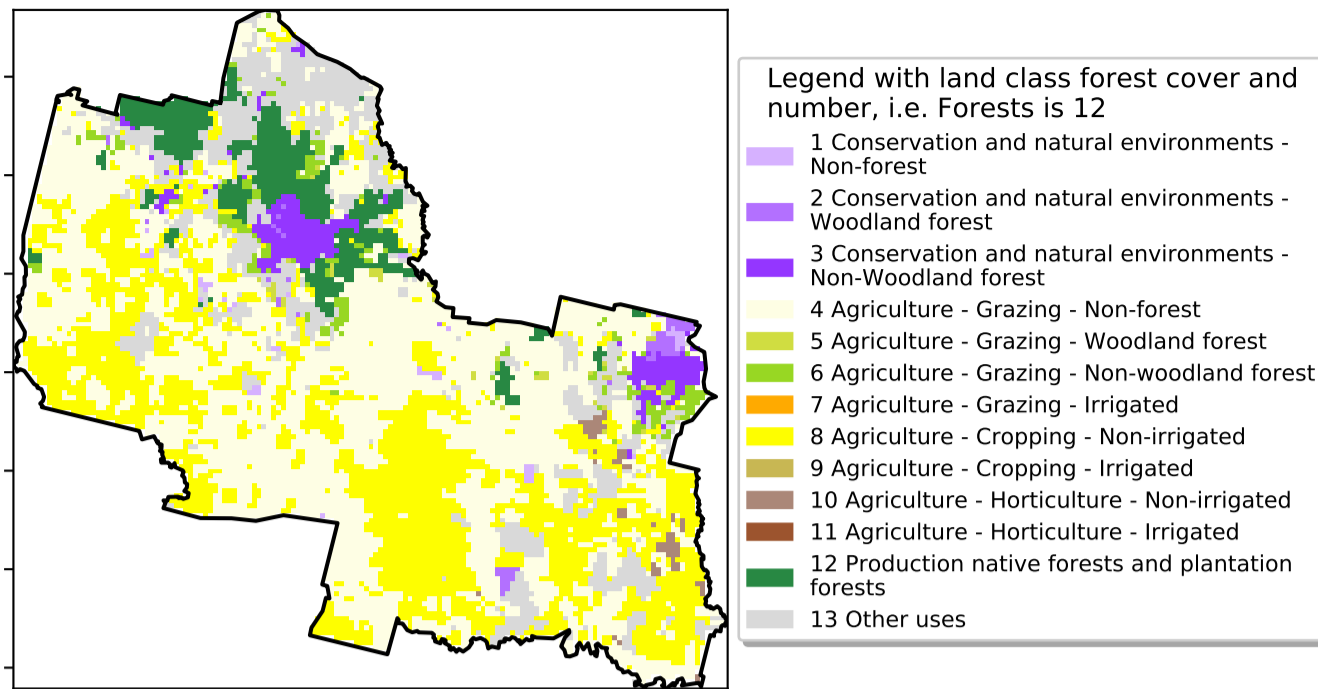 Legend with land class forest cover and
number, i.e. Forests is 12
1 Conservation and natural environments -
Non-forest
2 Conservation and natural environments -
Woodland forest
3 Conservation and natural environments -
Non-Woodland forest
4 Agriculture - Grazing - Non-forest
5 Agriculture - Grazing - Woodland forest
6 Agriculture - Grazing - Non-woodland forest
7 Agriculture - Grazing - Irrigated
8 Agriculture - Cropping - Non-irrigated
9 Agriculture - Cropping - Irrigated
10 Agriculture - Horticulture - Non-irrigated
11 Agriculture - Horticulture - Irrigated
12 Production native forests and plantation
forests
13 Other uses